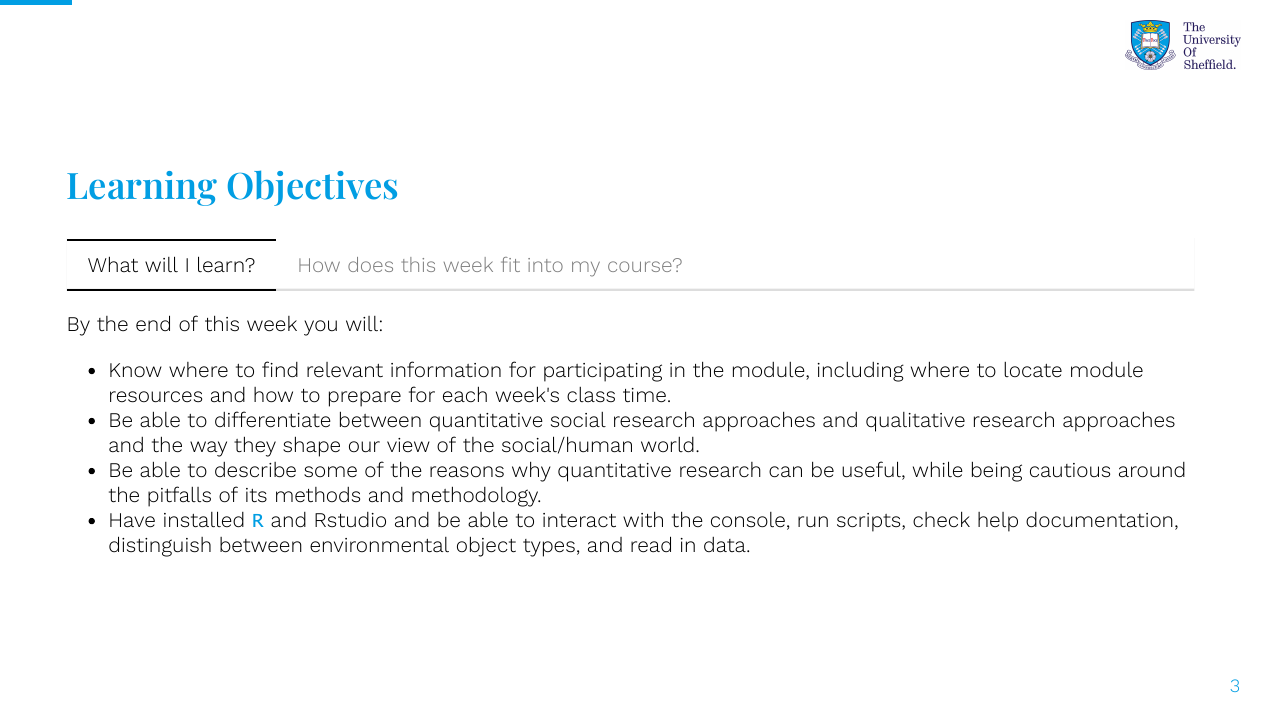 The
University
Of
Sheffield.
Learning Objectives
What will I learn?
How does this week fit into my course?
By the end of this week you will:
• Know where to find relevant information for participating in the module, including where to locate module
resources and how to prepare for each week's class time.
• Be able to differentiate between quantitative social research approaches and qualitative research approaches
and the way they shape our view of the social/human world.
• Be able to describe some of the reasons why quantitative research can be useful, while being cautious around
the pitfalls of its methods and methodology.
• Have installed R and Rstudio and be able to interact with the console, run scripts, check help documentation,
distinguish between environmental object types, and read in data.
3